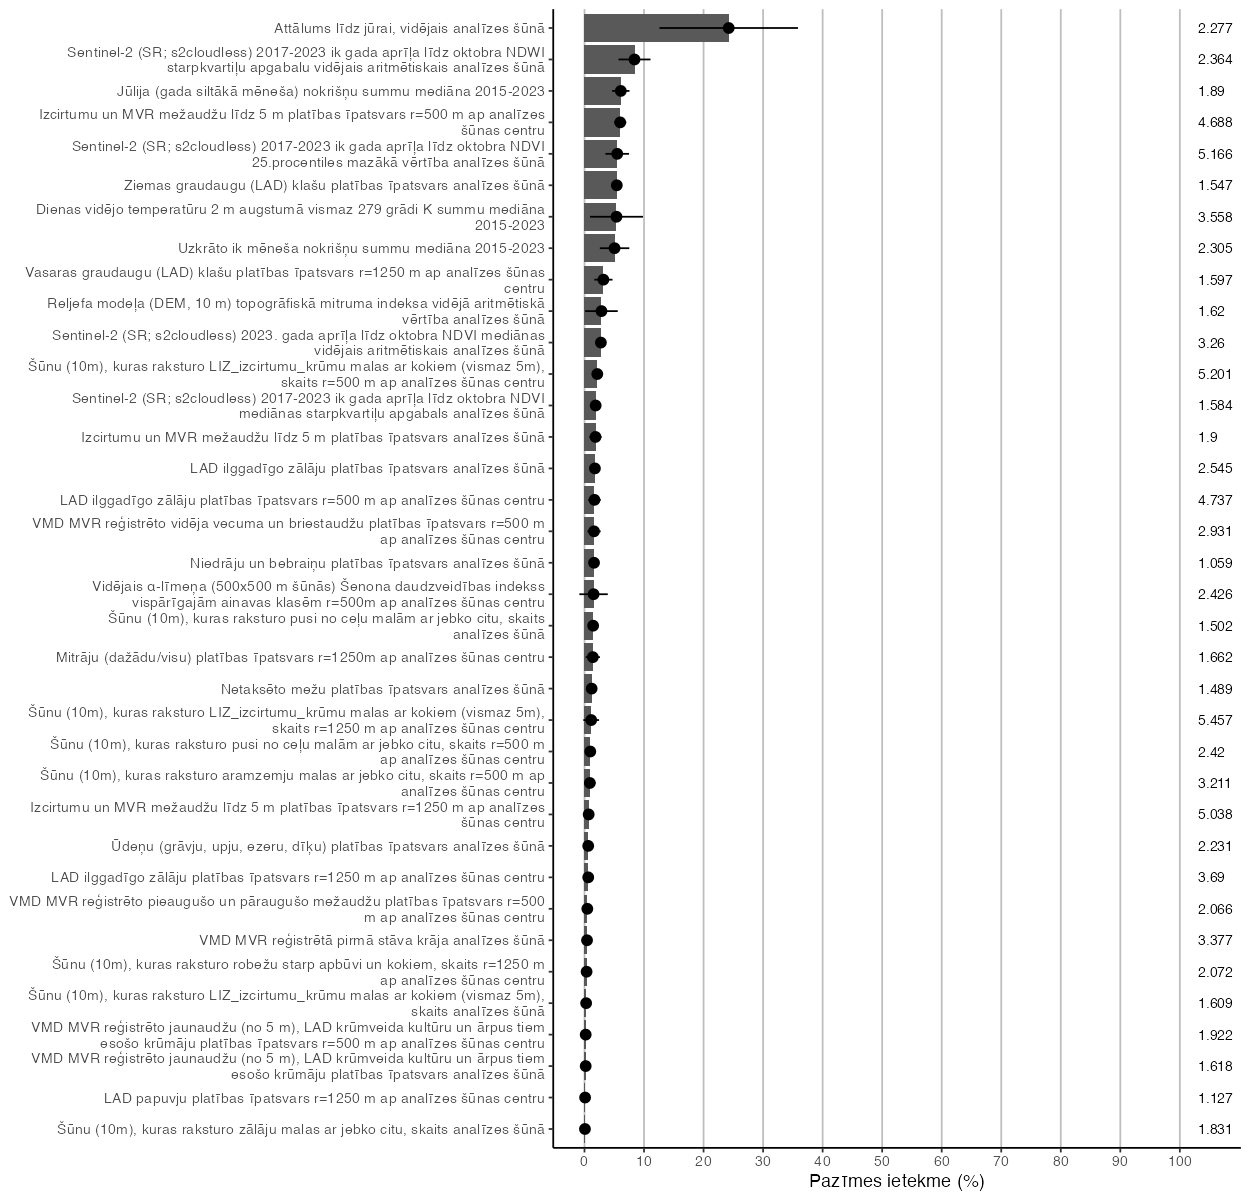 Attālums līdz jūrai, vidējais analīzes šūnā
2.277
Sentinel-2 (SR; s2cloudless) 2017-2023 ik gada aprīļa līdz oktobra NDWI
starpkvartiļu apgabalu vidējais aritmētiskais analīzes šūnā
2.364
Jūlija (gada siltākā mēneša) nokrišņu summu mediāna 2015-2023
1.89
Izcirtumu un MVR mežaudžu līdz 5 m platības īpatsvars r=500 m ap analīzes
šūnas centru
4.688
Sentinel-2 (SR; s2cloudless) 2017-2023 ik gada aprīļa līdz oktobra NDVI
25.procentiles mazākā vērtība analīzes šūnā
5.166
Ziemas graudaugu (LAD) klašu platības īpatsvars analīzes šūnā
1.547
Dienas vidējo temperatūru 2 m augstumā vismaz 279 grādi K summu mediāna
2015-2023
3.558
Uzkrāto ik mēneša nokrišņu summu mediāna 2015-2023
2.305
Vasaras graudaugu (LAD) klašu platības īpatsvars r=1250 m ap analīzes šūnas
centru
1.597
Reljefa modeļa (DEM, 10 m) topogrāfiskā mitruma indeksa vidējā aritmētiskā
vērtība analīzes šūnā
1.62
Sentinel-2 (SR; s2cloudless) 2023. gada aprīļa līdz oktobra NDVI mediānas
vidējais aritmētiskais analīzes šūnā
3.26
Šūnu (10m), kuras raksturo LIZ_izcirtumu_krūmu malas ar kokiem (vismaz 5m),
skaits r=500 m ap analīzes šūnas centru
5.201
Sentinel-2 (SR; s2cloudless) 2017-2023 ik gada aprīļa līdz oktobra NDVI
mediānas starpkvartiļu apgabals analīzes šūnā
1.584
Izcirtumu un MVR mežaudžu līdz 5 m platības īpatsvars analīzes šūnā
1.9
LAD ilggadīgo zālāju platības īpatsvars analīzes šūnā
2.545
LAD ilggadīgo zālāju platības īpatsvars r=500 m ap analīzes šūnas centru
4.737
VMD MVR reģistrēto vidēja vecuma un briestaudžu platības īpatsvars r=500 m
ap analīzes šūnas centru
2.931
Niedrāju un bebraiņu platības īpatsvars analīzes šūnā
1.059
Vidējais α-līmeņa (500x500 m šūnās) Šenona daudzveidības indekss
vispārīgajām ainavas klasēm r=500m ap analīzes šūnas centru
2.426
Šūnu (10m), kuras raksturo pusi no ceļu malām ar jebko citu, skaits
analīzes šūnā
1.502
Mitrāju (dažādu/visu) platības īpatsvars r=1250m ap analīzes šūnas centru
1.662
Netaksēto mežu platības īpatsvars analīzes šūnā
1.489
Šūnu (10m), kuras raksturo LIZ_izcirtumu_krūmu malas ar kokiem (vismaz 5m),
skaits r=1250 m ap analīzes šūnas centru
5.457
Šūnu (10m), kuras raksturo pusi no ceļu malām ar jebko citu, skaits r=500 m
ap analīzes šūnas centru
2.42
Šūnu (10m), kuras raksturo aramzemju malas ar jebko citu, skaits r=500 m ap
analīzes šūnas centru
3.211
Izcirtumu un MVR mežaudžu līdz 5 m platības īpatsvars r=1250 m ap analīzes
šūnas centru
5.038
Ūdeņu (grāvju, upju, ezeru, dīķu) platības īpatsvars analīzes šūnā
2.231
LAD ilggadīgo zālāju platības īpatsvars r=1250 m ap analīzes šūnas centru
3.69
VMD MVR reģistrēto pieaugušo un pāraugušo mežaudžu platības īpatsvars r=500
m ap analīzes šūnas centru
2.066
VMD MVR reģistrētā pirmā stāva krāja analīzes šūnā
3.377
Šūnu (10m), kuras raksturo robežu starp apbūvi un kokiem, skaits r=1250 m
ap analīzes šūnas centru
2.072
Šūnu (10m), kuras raksturo LIZ_izcirtumu_krūmu malas ar kokiem (vismaz 5m),
skaits analīzes šūnā
1.609
VMD MVR reģistrēto jaunaudžu (no 5 m), LAD krūmveida kultūru un ārpus tiem
esošo krūmāju platības īpatsvars r=500 m ap analīzes šūnas centru
1.922
VMD MVR reģistrēto jaunaudžu (no 5 m), LAD krūmveida kultūru un ārpus tiem
esošo krūmāju platības īpatsvars analīzes šūnā
1.618
LAD papuvju platības īpatsvars r=1250 m ap analīzes šūnas centru
1.127
Šūnu (10m), kuras raksturo zālāju malas ar jebko citu, skaits analīzes šūnā
1.831
0 10 20 30 40 50 60 70 80 90 100
Pazīmes ietekme (%)